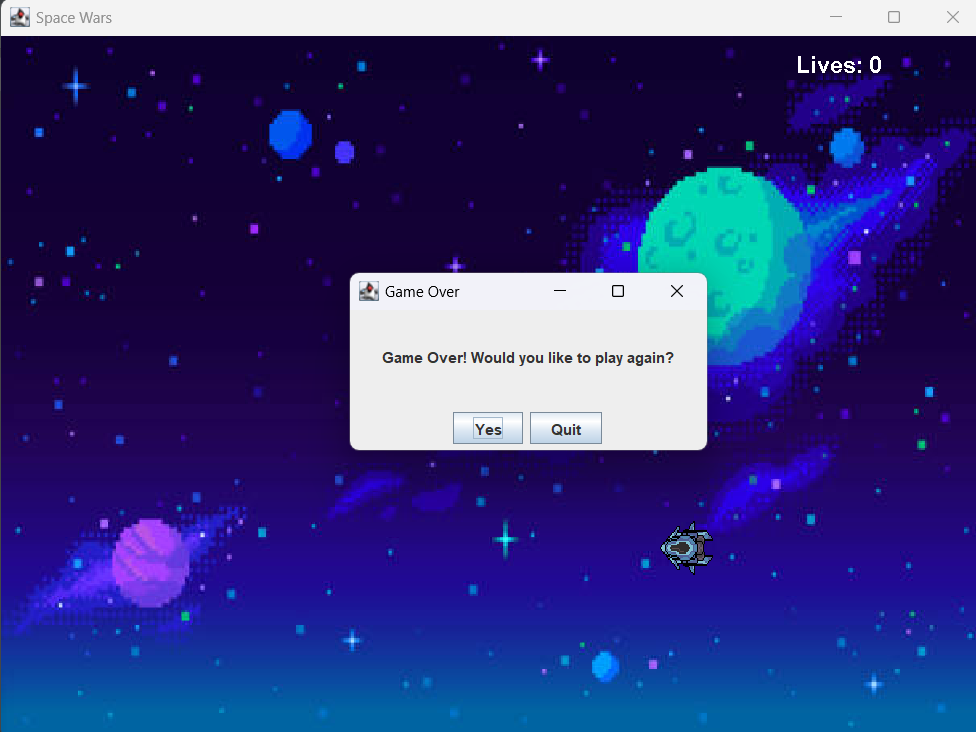 Space Wars
Lives: 0
Game Over
Game Over! Would you like to play again?
Yes Quit